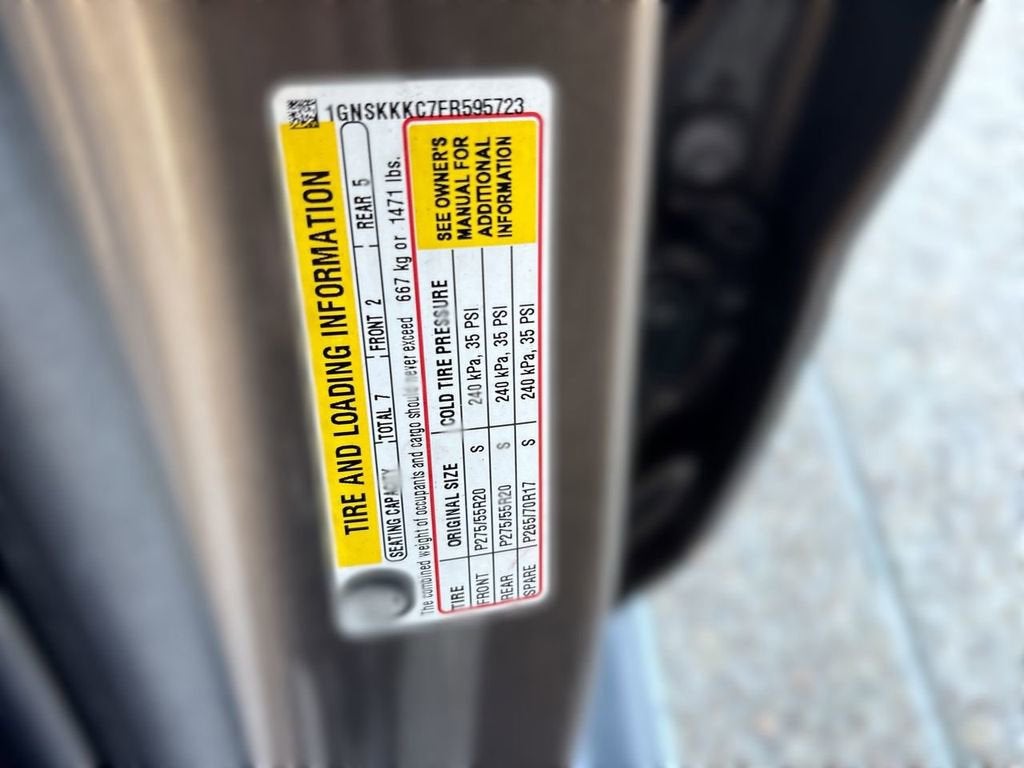 1GNSKKKC7FR595723
TIRE AND LOADING INFORMATION
SEATING CAPACITY TOTAL 7 FRONT 2 REAR 5
The combined weight of occupants and cargo should never exceed 667 kg or 1471 lbs.
TIRE ORIGINAL SIZE COLD TIRE PRESSURE
FRONT P275/55R20 S 240 kPa, 35 PSI
REAR P275/55R20 S 240 kPa, 35 PSI
SPARE P265/70R17 S 240 kPa, 35 PSI
SEE OWNER'S
MANUAL FOR
ADDITIONAL
INFORMATION